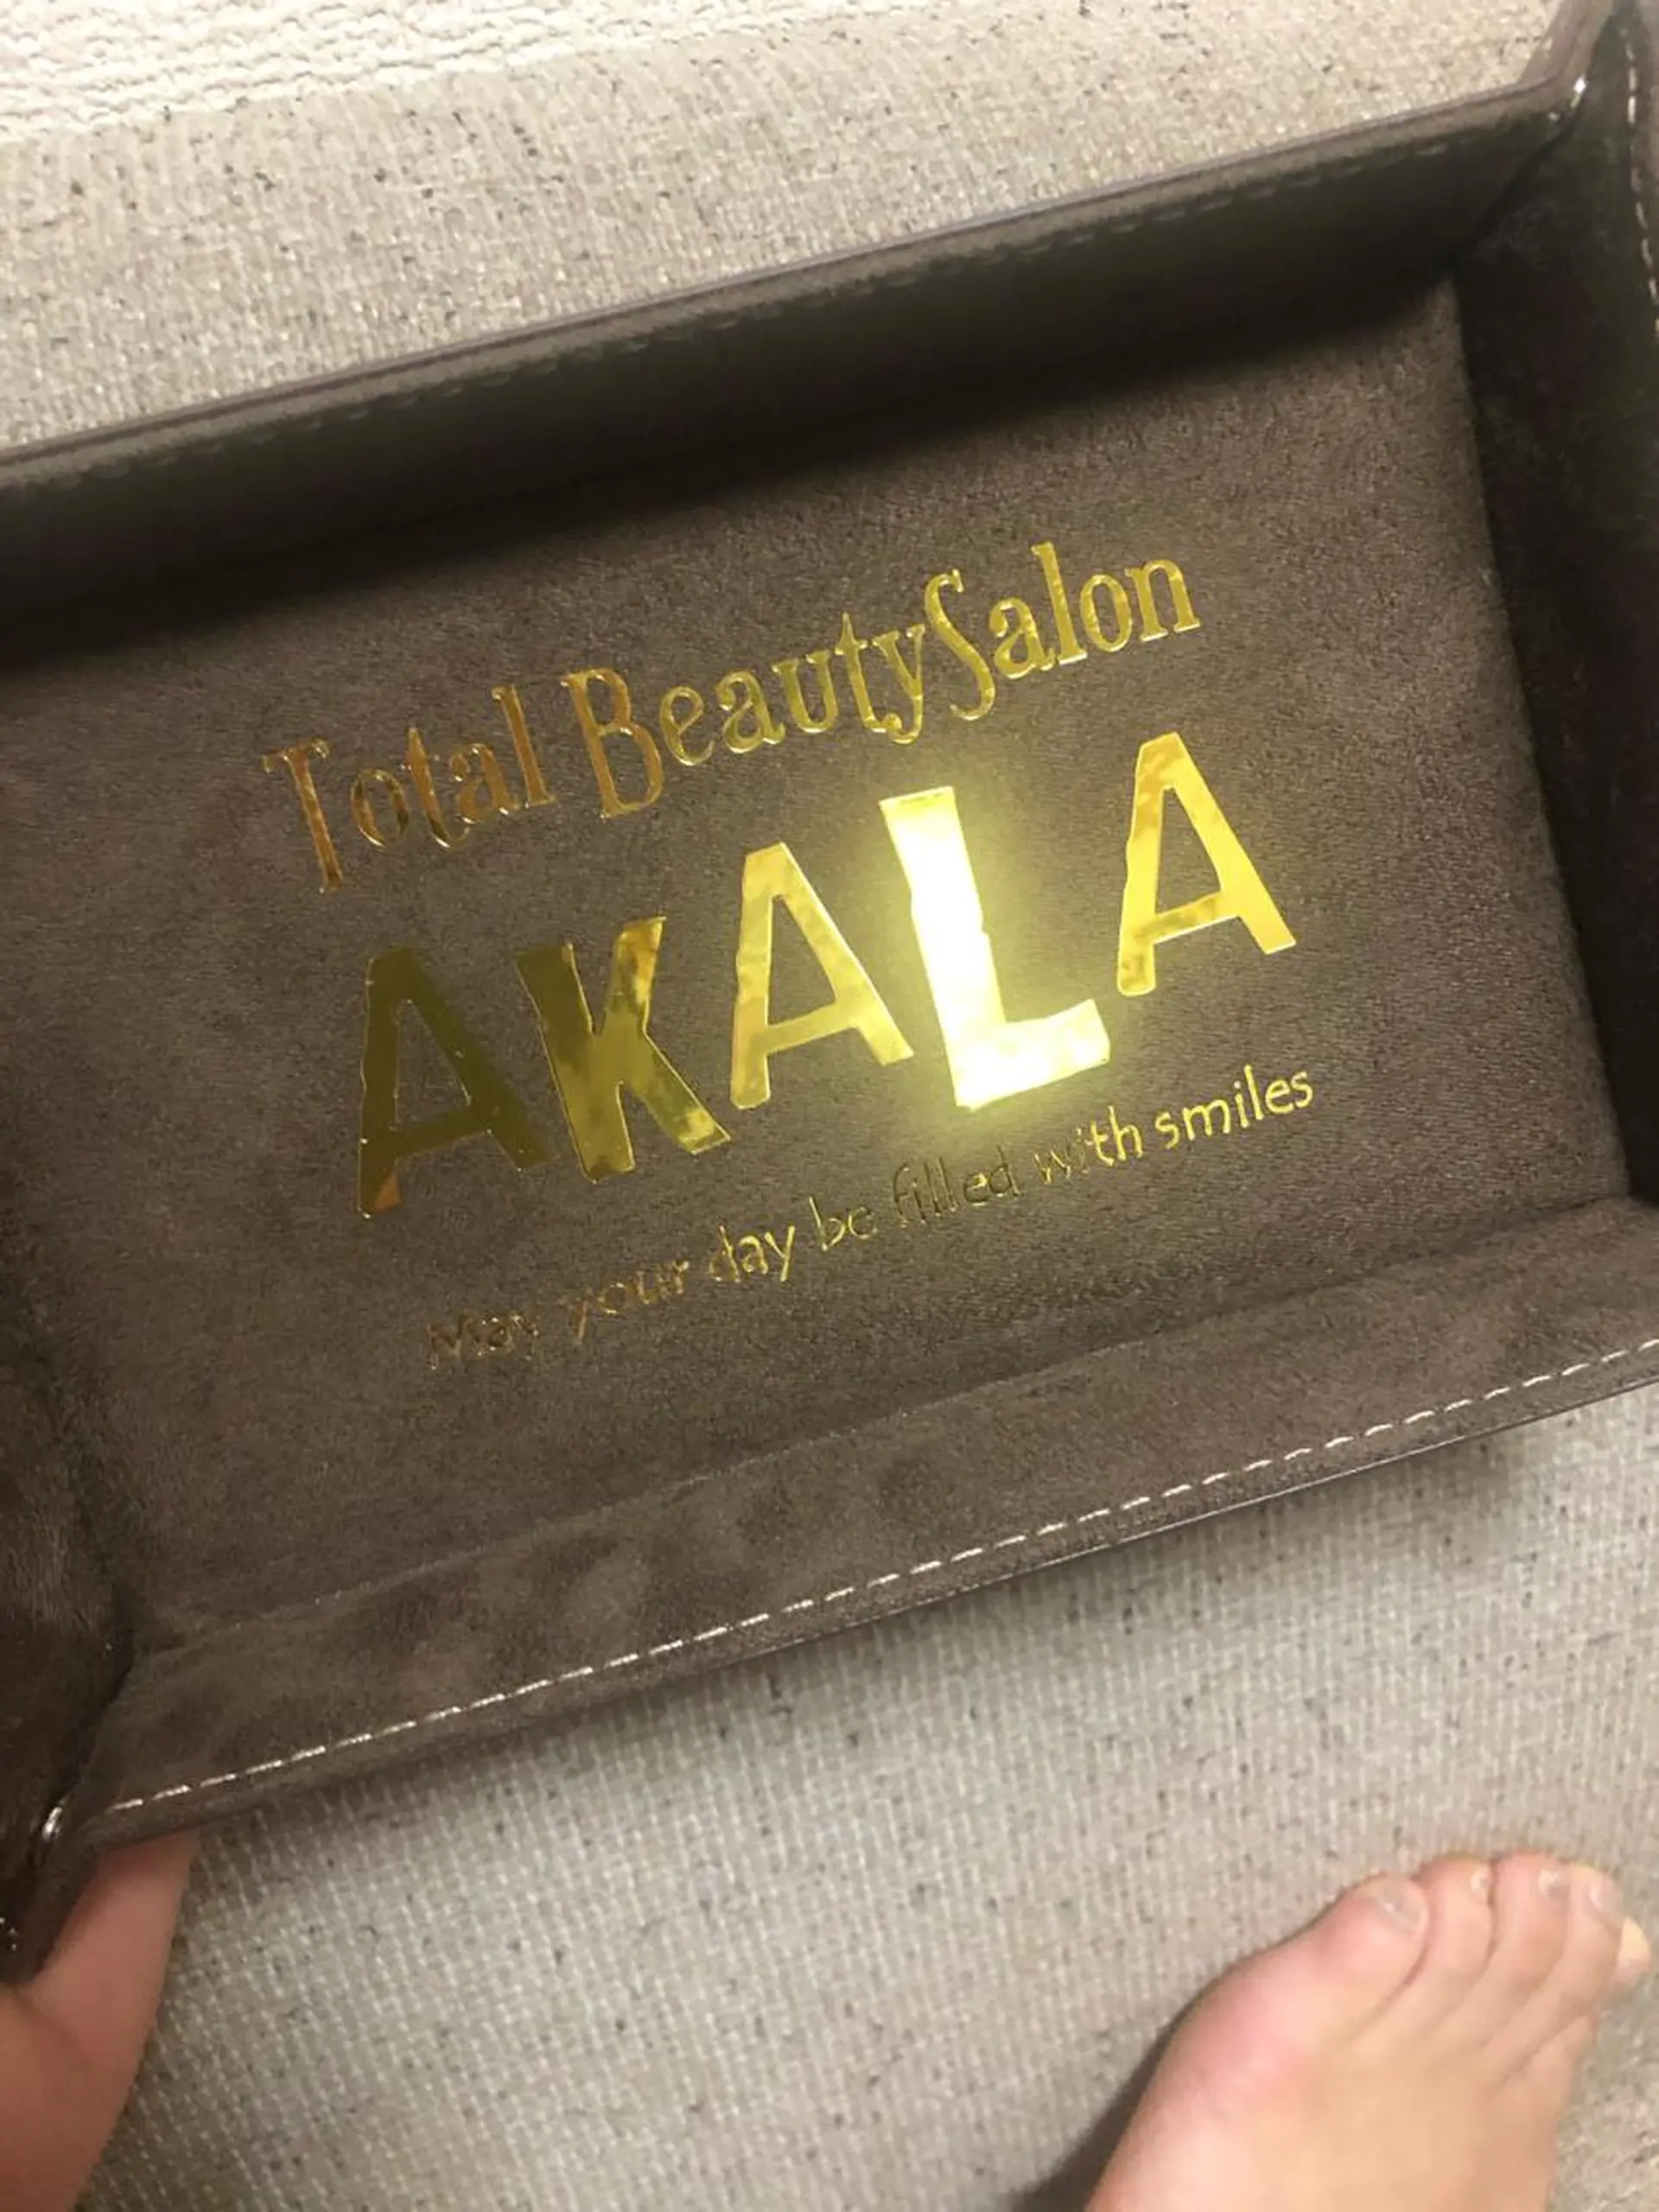 Total BeautySalon
AKALA
May your day be filled with smiles